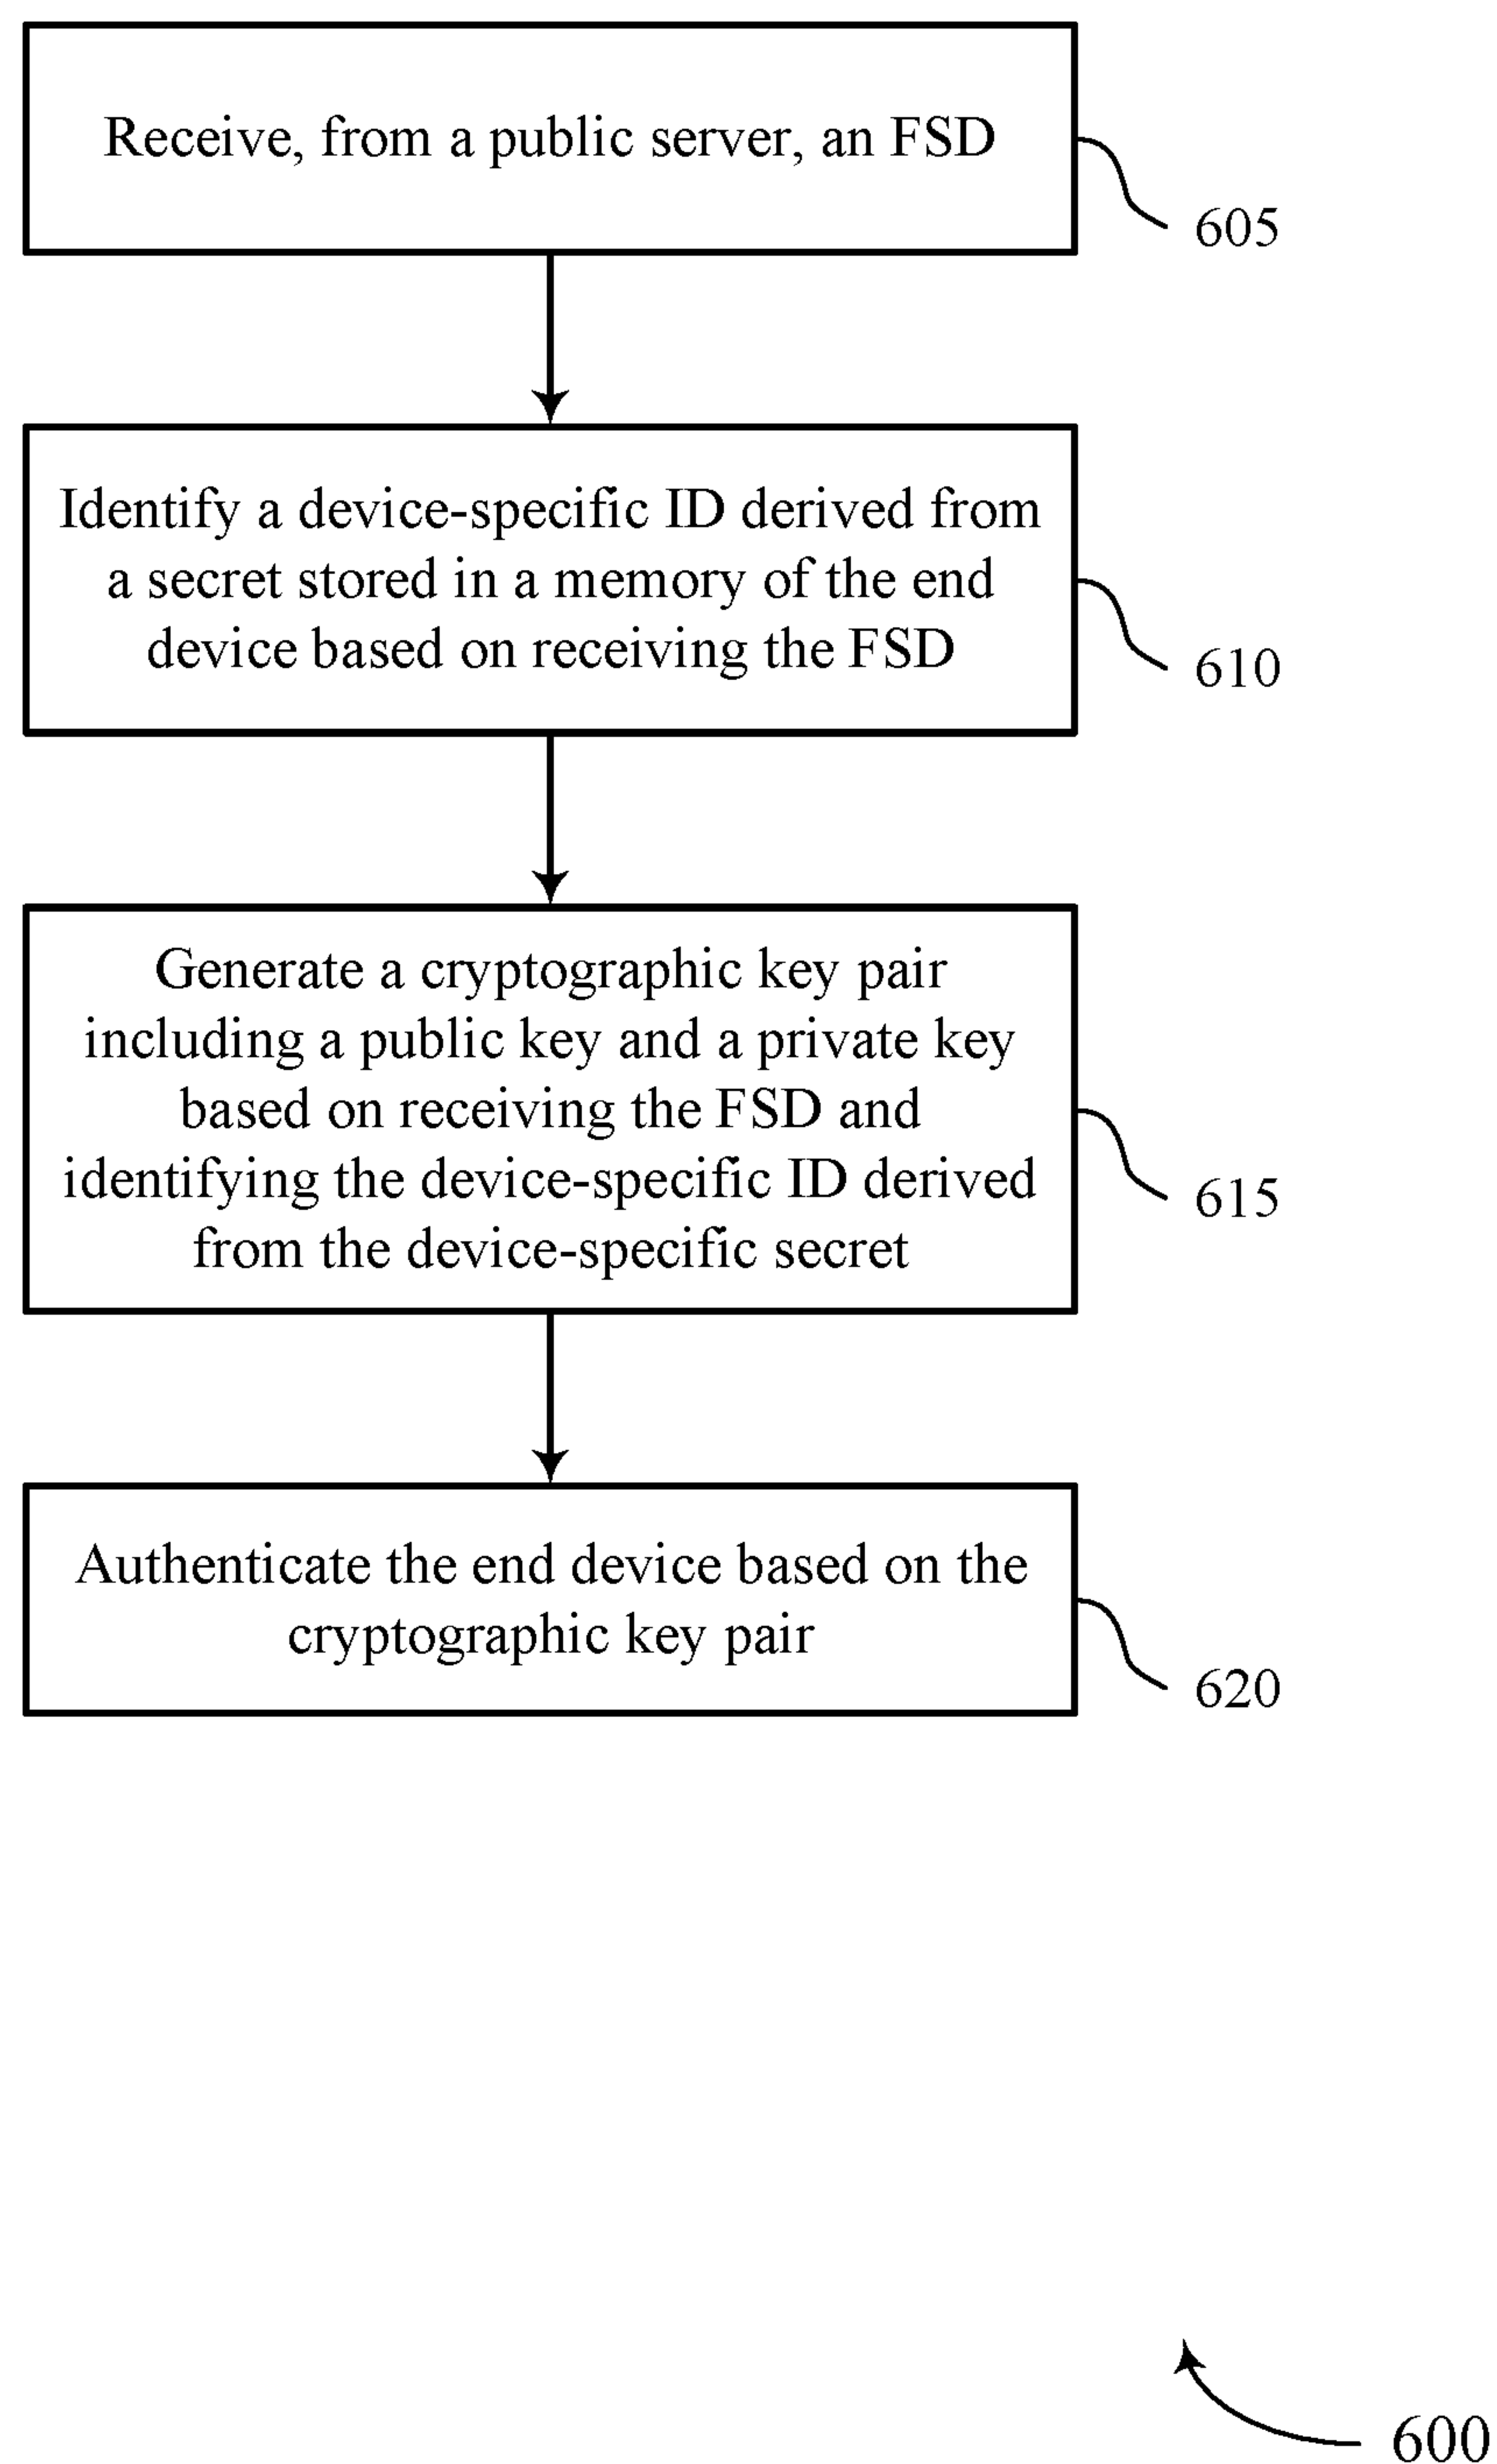 Receive, from a public server, an FSD
605
Identify a device-specific ID derived from
a secret stored in a memory of the end
device based on receiving the FSD
610
Generate a cryptographic key pair
including a public key and a private key
based on receiving the FSD and
identifying the device-specific ID derived
from the device-specific secret
615
Authenticate the end device based on the
cryptographic key pair
620
600